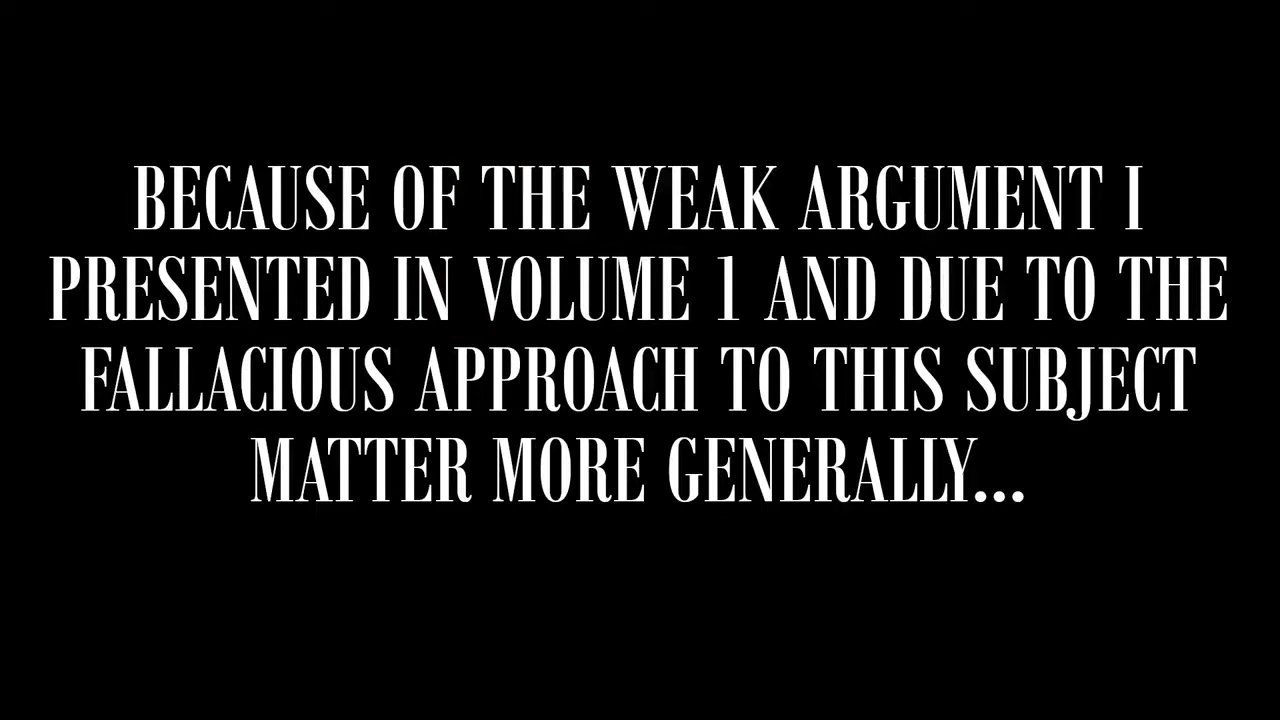 BECAUSE OF THE WEAK ARGUMENT I
PRESENTED IN VOLUME 1 AND DUE TO THE
FALLACIOUS APPROACH TO THIS SUBJECT
MATTER MORE GENERALLY...